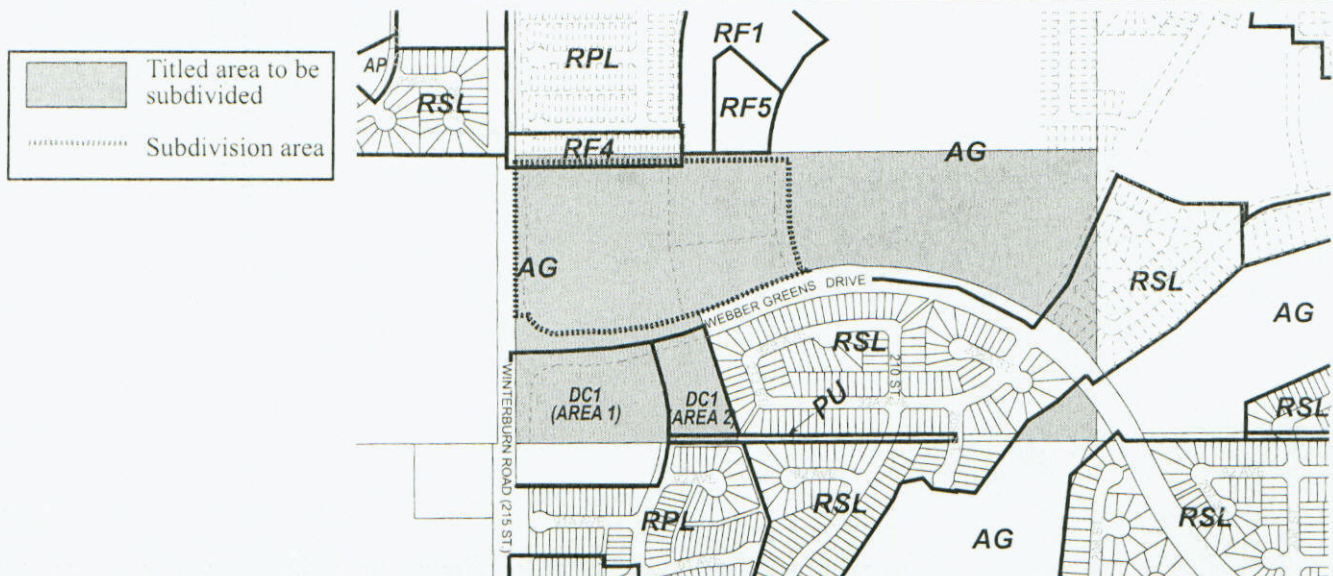 Titled area to be
subdivided
Subdivision area
AP
RSL
RPL
RF4
RF1
RF5
AG
AG
WEBBER GREENS DRIVE
RSL
AG
RSL
210 ST
PU
DC1
(AREA 1)
DC1
(AREA 2)
WINTERBURN ROAD (215 ST)
RSL
RPL
RSL
AG
RSL